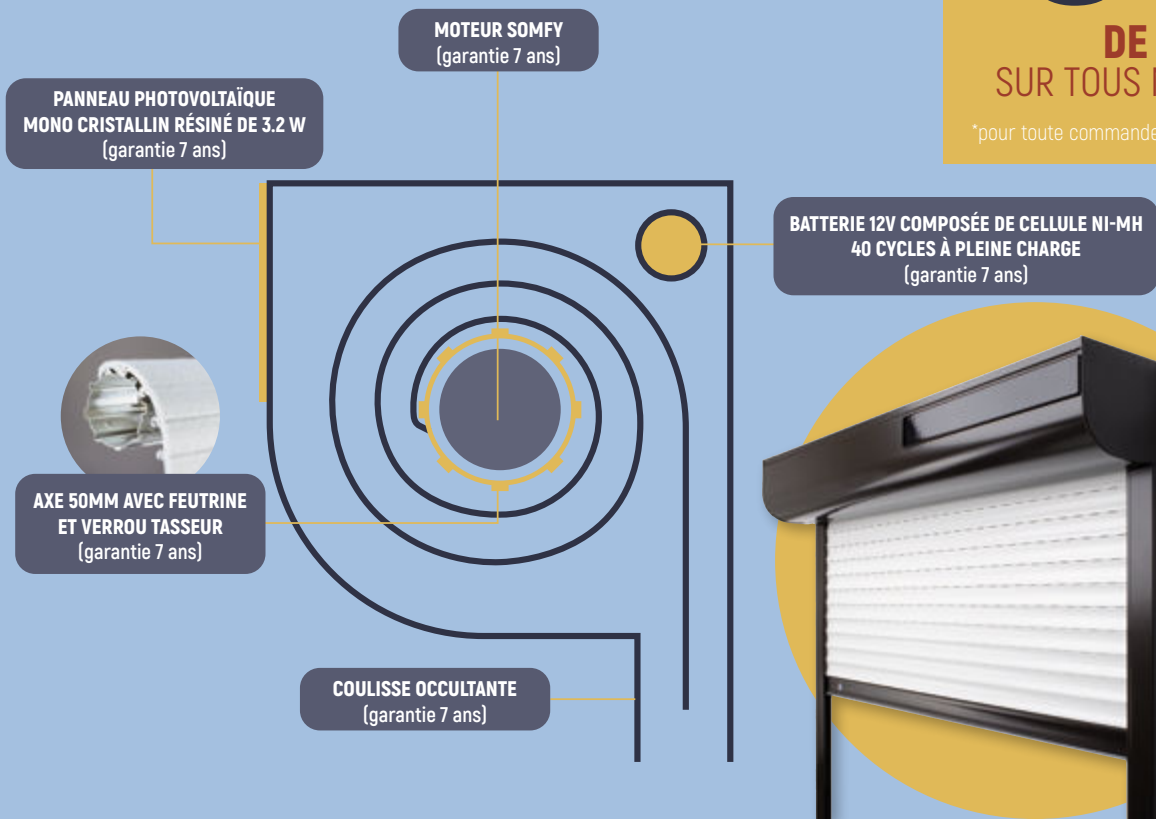 MOTEUR SOMFY
(garantie 7 ans)
PANNEAU PHOTOVOLTAÏQUE
MONO CRISTALLIN RÉSINÉ DE 3.2 W
(garantie 7 ans)
DE
SUR TOUS
*pour toute commande
BATTERIE 12V COMPOSÉE DE CELLULE NI-MH
40 CYCLES À PLEINE CHARGE
(garantie 7 ans)
AXE 50MM AVEC FEUTRINE
ET VERROU TASSEUR
(garantie 7 ans)
COULISSE OCCULTANTE
(garantie 7 ans)